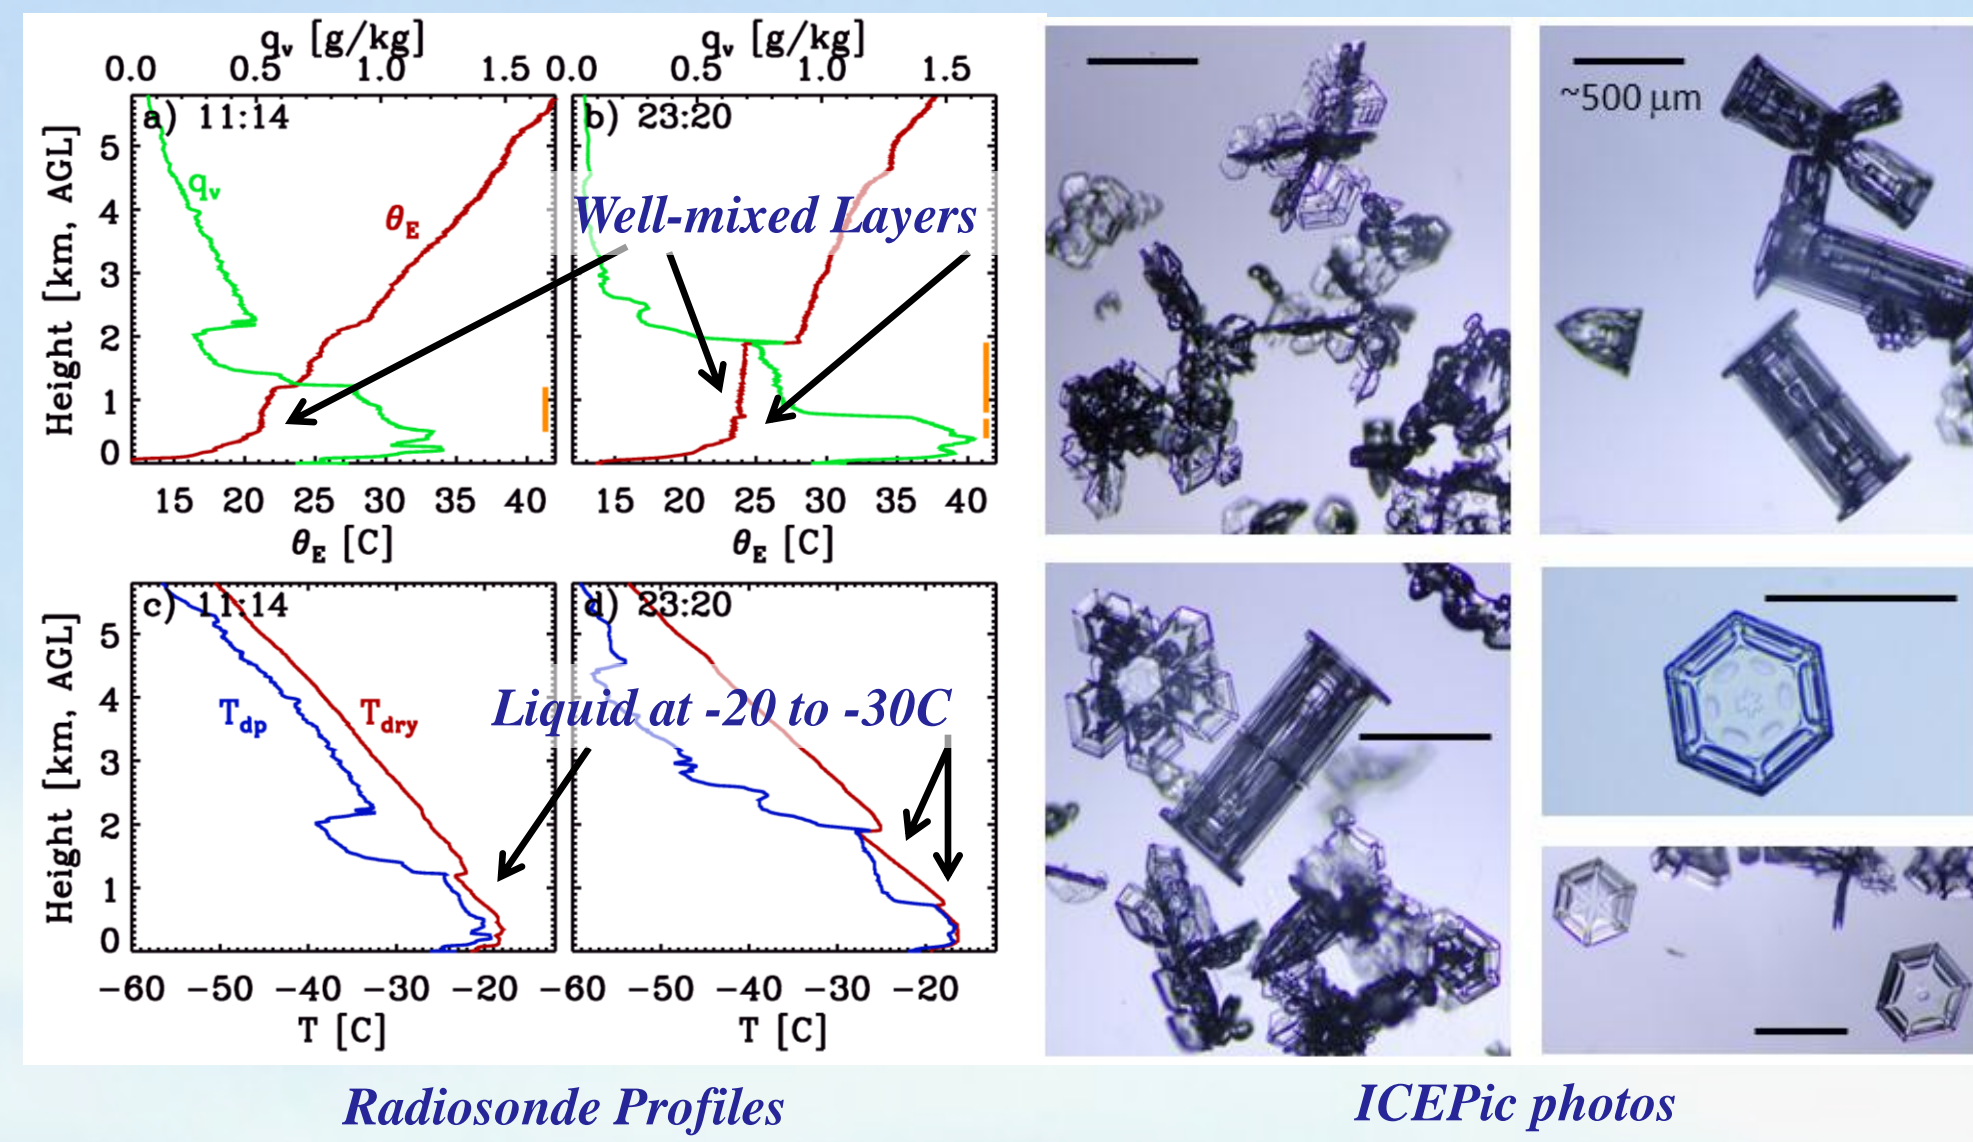 qv [g/kg] qv [g/kg]
0.0 0.5 1.0 1.5 0.0 0.5 1.0 1.5
a) 11:14 b) 23:20
Height [km, AGL]
5
4
3
2
1
0
qv
θE
Well-mixed Layers
15 20 25 30 35 40 15 20 25 30 35 40
θE [C] θE [C]
~500 μm
c) 11:14 d) 23:20
Height [km, AGL]
5
4
3
2
1
0
Tdp
Tdry
Liquid at -20 to -30C
-60 -50 -40 -30 -20 -60 -50 -40 -30 -20
T [C] T [C]
Radiosonde Profiles
ICEPic photos